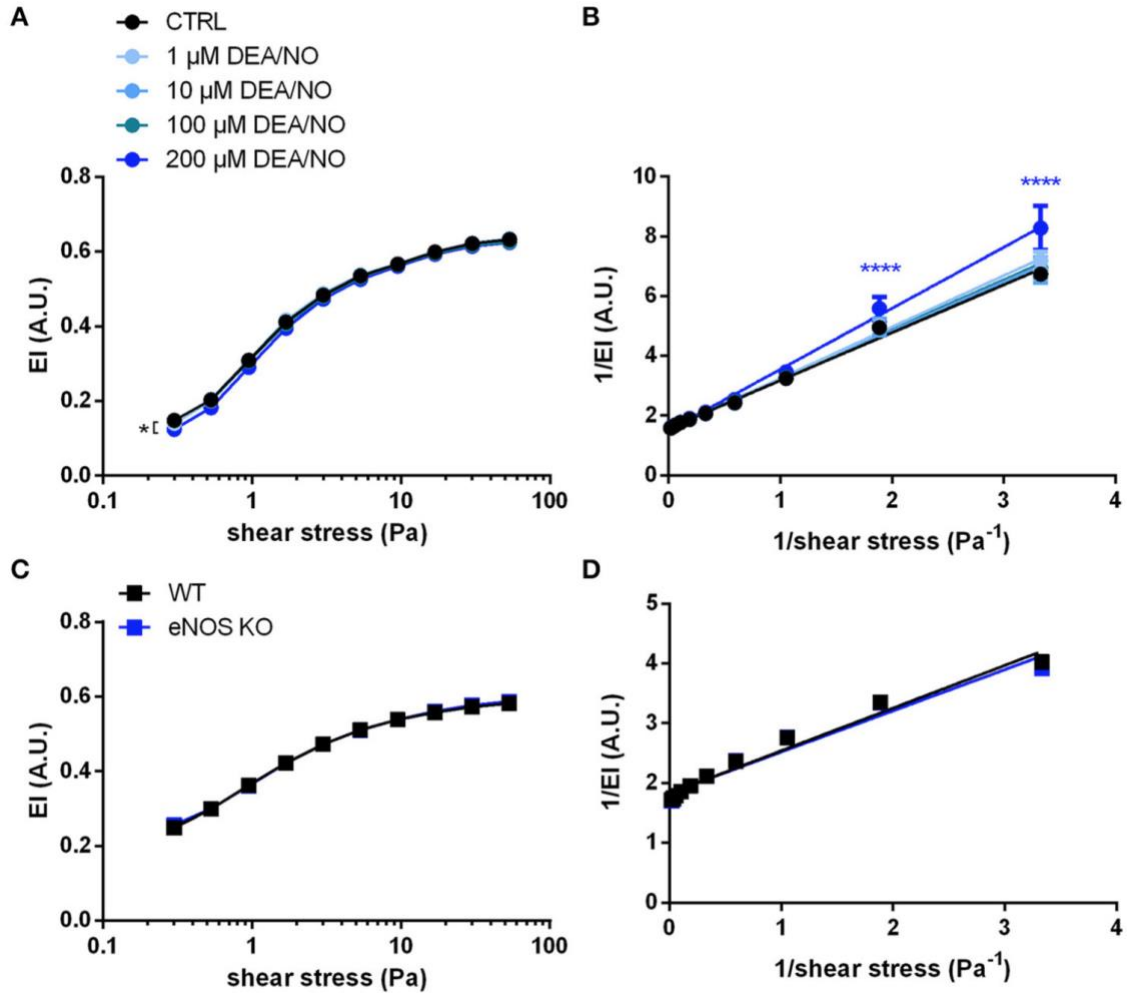 A
CTRL
1 µM DEA/NO
10 µM DEA/NO
100 µM DEA/NO
200 µM DEA/NO
0.8
0.6
0.4
0.2
0.0
EI (A.U.)
*
0.1 1 10 100
shear stress (Pa)
B
10
8
6
4
2
0
1/EI (A.U.)
****
****
0 1 2 3 4
1/shear stress (Pa⁻¹)
C
WT
eNOS KO
0.8
0.6
0.4
0.2
0.0
EI (A.U.)
0.1 1 10 100
shear stress (Pa)
D
5
4
3
2
1
0
1/EI (A.U.)
0 1 2 3 4
1/shear stress (Pa⁻¹)